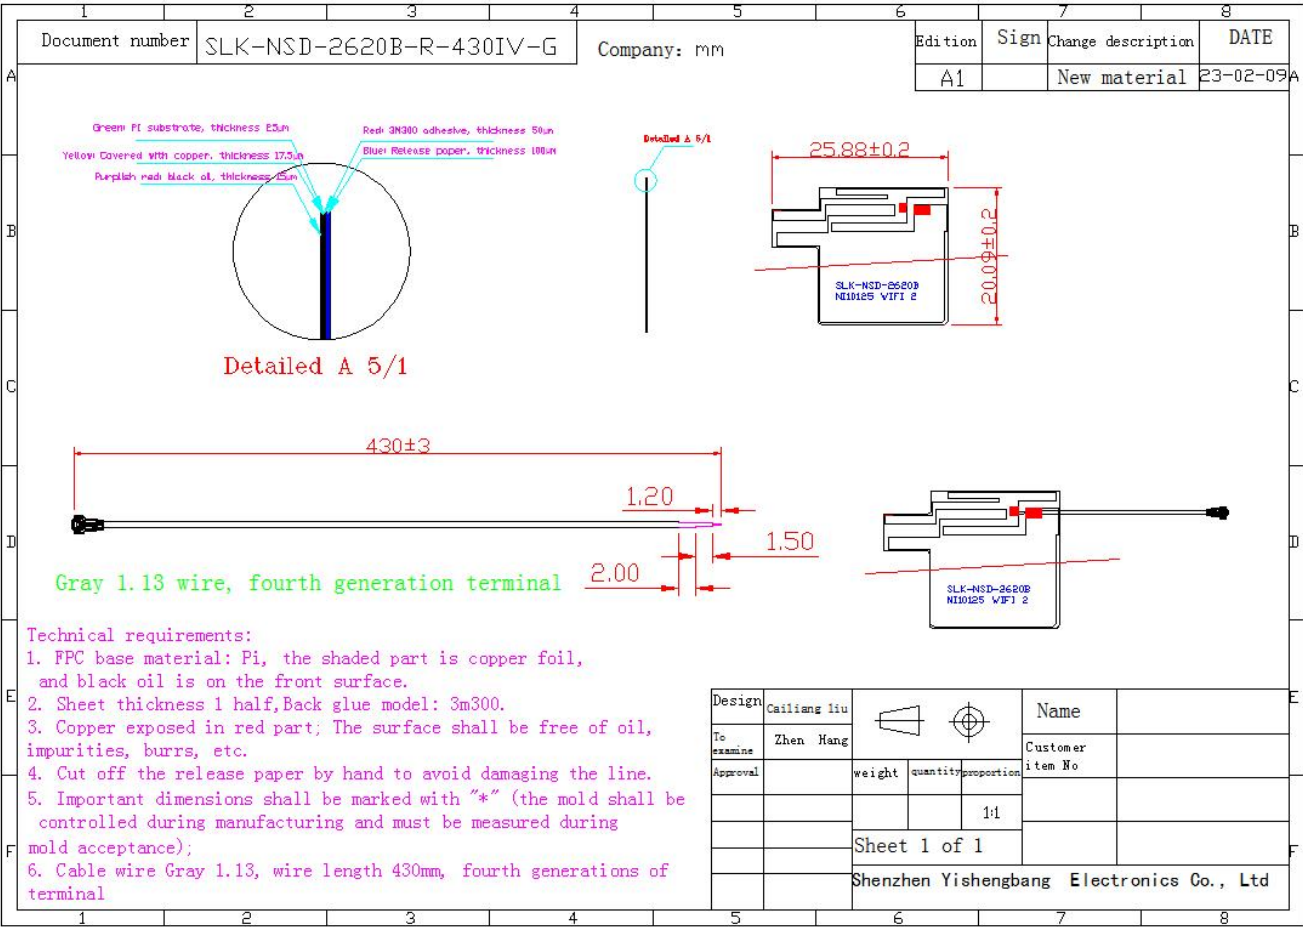 1 2 3 4 5 6 7 8
Document number SLK-NSD-2620B-R-430IV-G Company: mm
Edition Sign Change description DATE
A1 New material 23-02-09
A A
Green: PI substrate, thickness 25um
Yellow: Covered with copper, thickness 17.5um
Purplish red: black oil, thickness 15um
Red: 3M300 adhesive, thickness 50um
Blue: Release paper, thickness 100um
Detailed A 5/1
25.88±0.2
20.09±0.2
SLK-NSD-2620B
NI10125 WIFI 2
B B
Detailed A 5/1
C C
430±3
1.20
1.50
2.00
D D
Gray 1.13 wire, fourth generation terminal
SLK-NSD-2620B
NI10125 WIFI 2
Technical requirements:
1. FPC base material: Pi, the shaded part is copper foil,
and black oil is on the front surface.
2. Sheet thickness 1 half,Back glue model: 3m300.
3. Copper exposed in red part; The surface shall be free of oil,
impurities, burrs, etc.
4. Cut off the release paper by hand to avoid damaging the line.
5. Important dimensions shall be marked with "*" (the mold shall be
controlled during manufacturing and must be measured during
mold acceptance);
6. Cable wire Gray 1.13, wire length 430mm, fourth generations of
terminal
E E
F F
Design Cailiang liu
To examine Zhen Hang
Approval
weight quantity proportion
1:1
Sheet 1 of 1
Name
Customer
item No
Shenzhen Yishengbang Electronics Co., Ltd
1 2 3 4 5 6 7 8